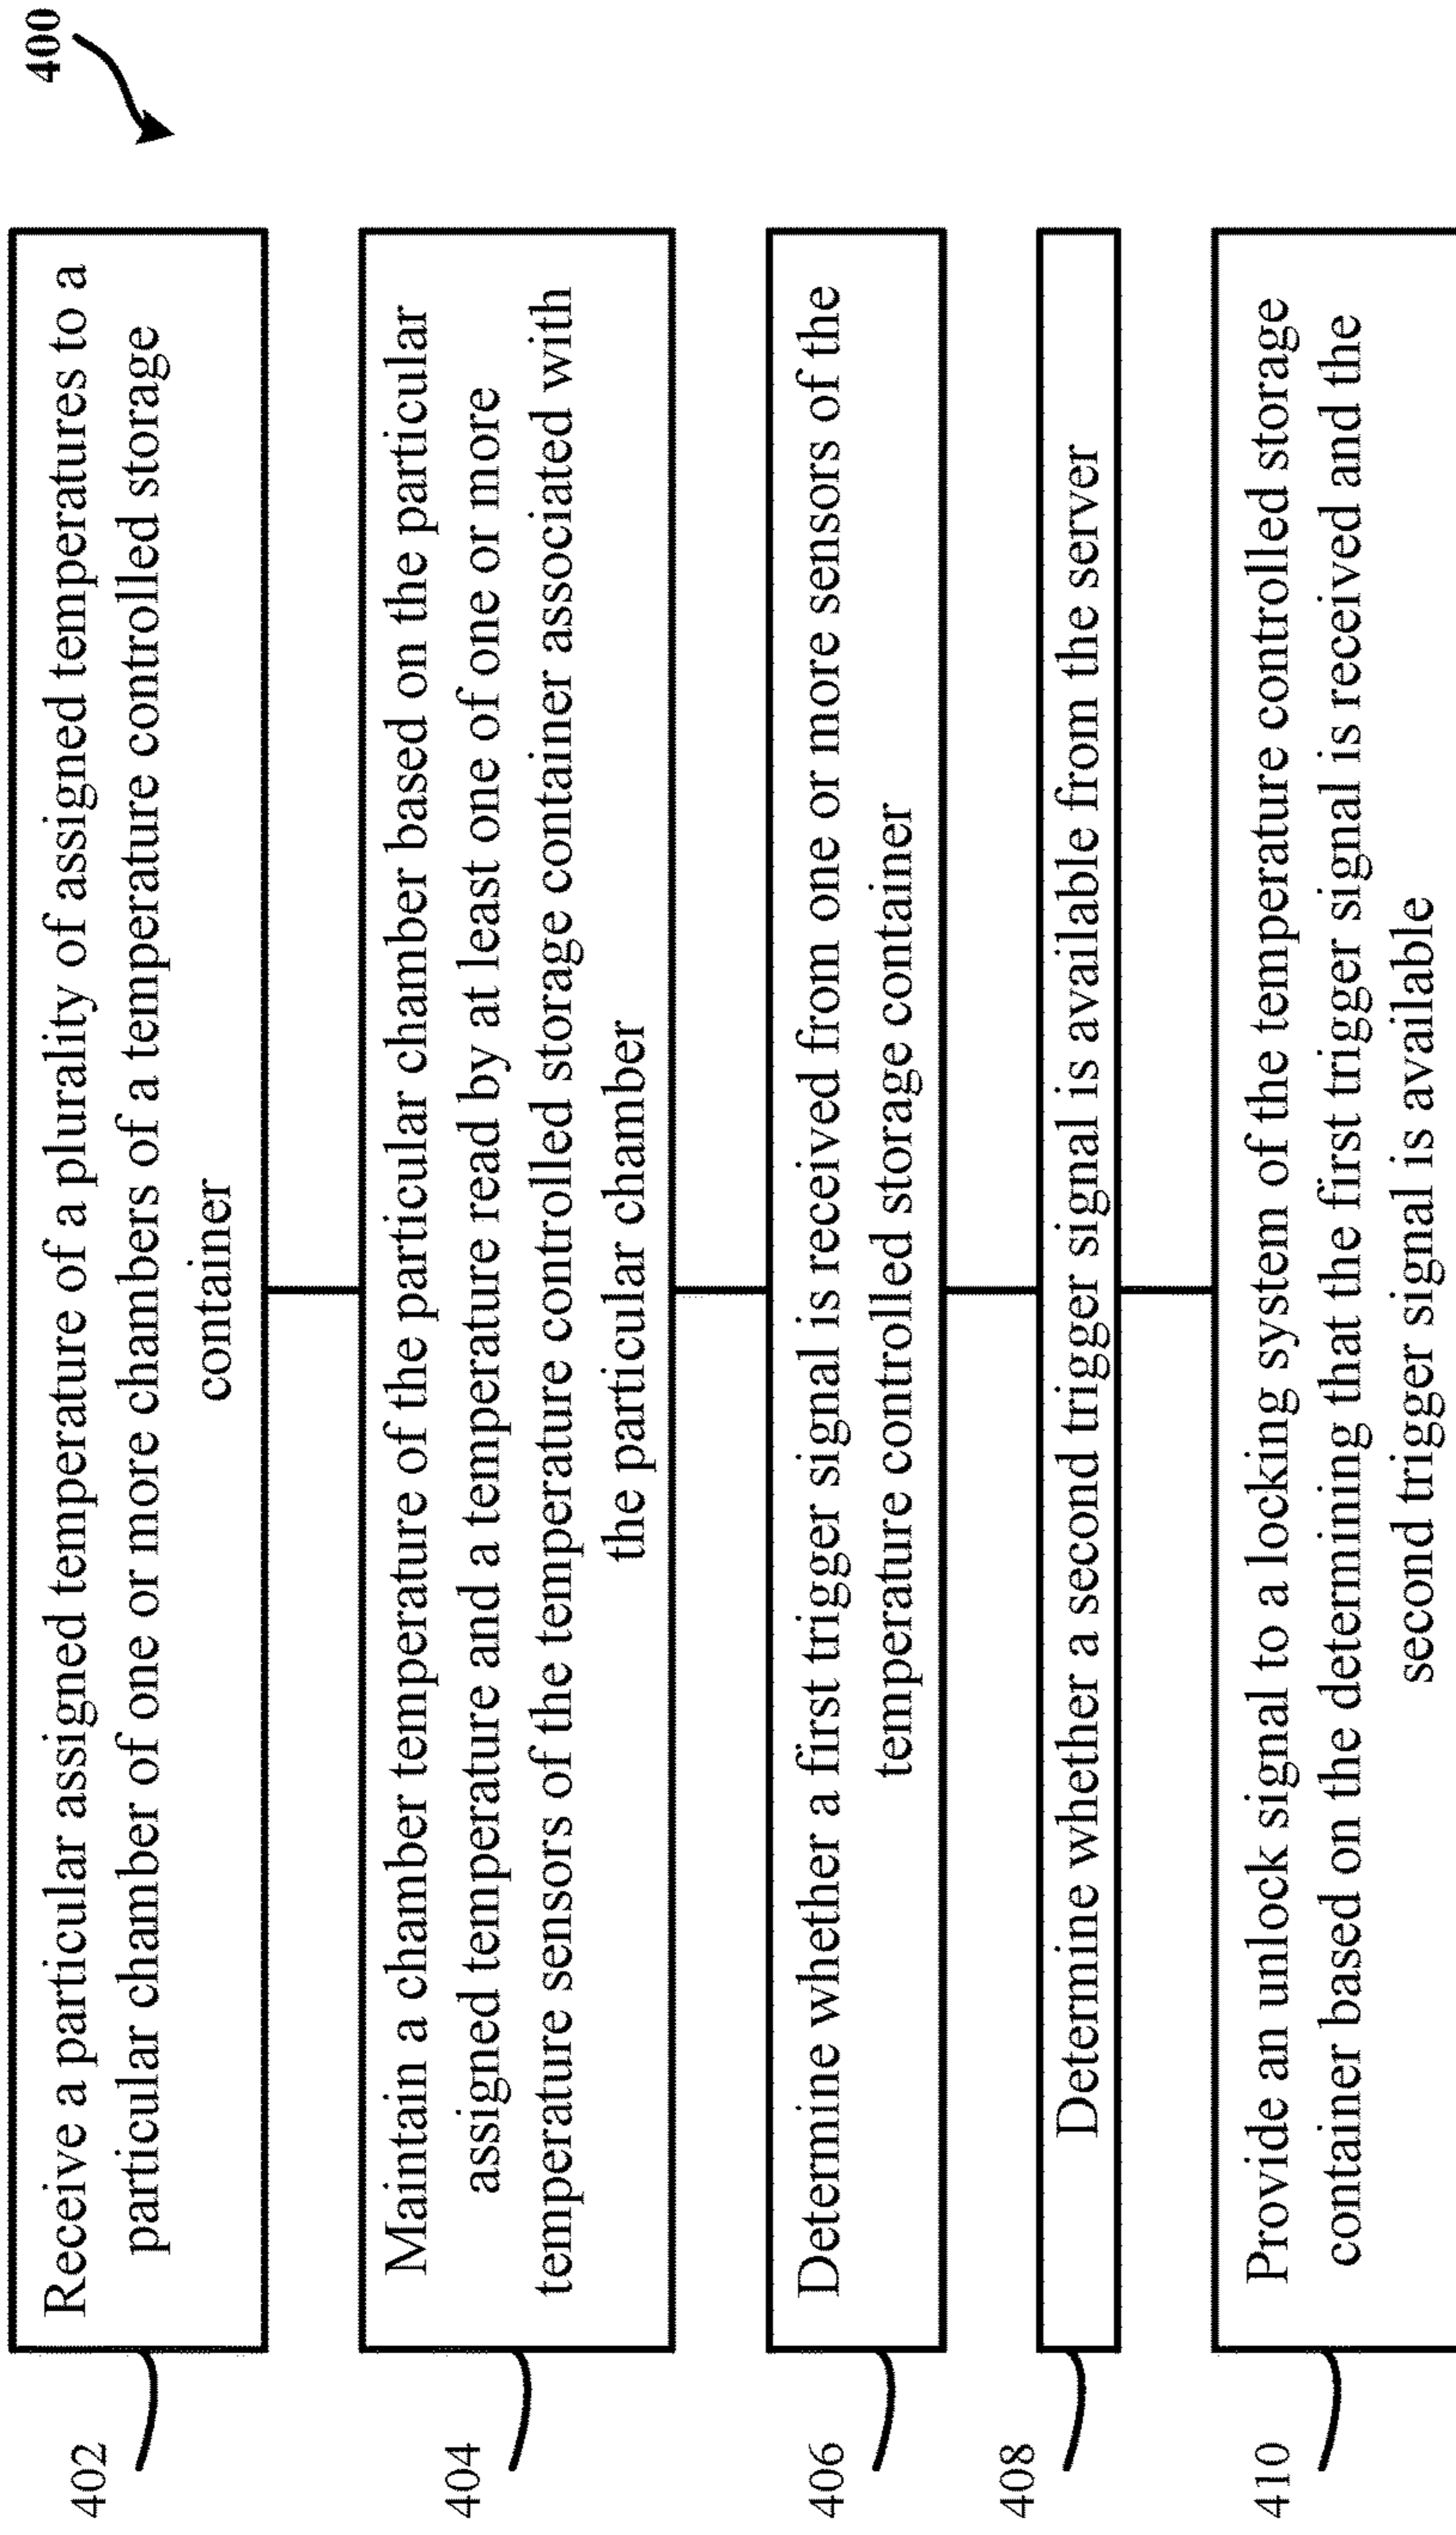 400
402
Receive a particular assigned temperature of a plurality of assigned temperatures to a
particular chamber of one or more chambers of a temperature controlled storage
container
404
Maintain a chamber temperature of the particular chamber based on the particular
assigned temperature and a temperature read by at least one of one or more
temperature sensors of the temperature controlled storage container associated with
the particular chamber
406
Determine whether a first trigger signal is received from one or more sensors of the
temperature controlled storage container
408
Determine whether a second trigger signal is available from the server
410
Provide an unlock signal to a locking system of the temperature controlled storage
container based on the determining that the first trigger signal is received and the
second trigger signal is available